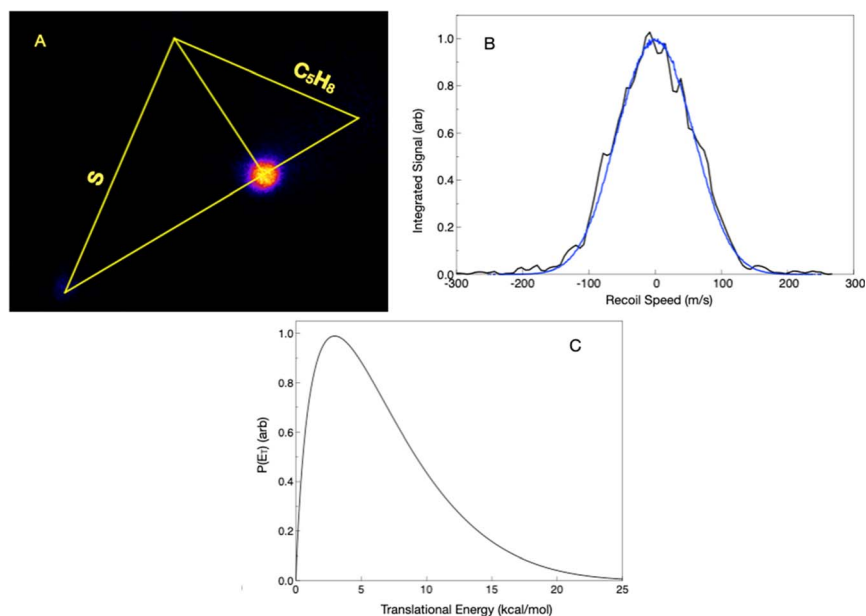 A
C₅H₈
S
B
Integrated Signal (arb)
1.0
0.8
0.6
0.4
0.2
0.0
-300
-200
-100
0
100
200
300
Recoil Speed (m/s)
C
P(E_T) (arb)
1.0
0.8
0.6
0.4
0.2
0.0
0
5
10
15
20
25
Translational Energy (kcal/mol)